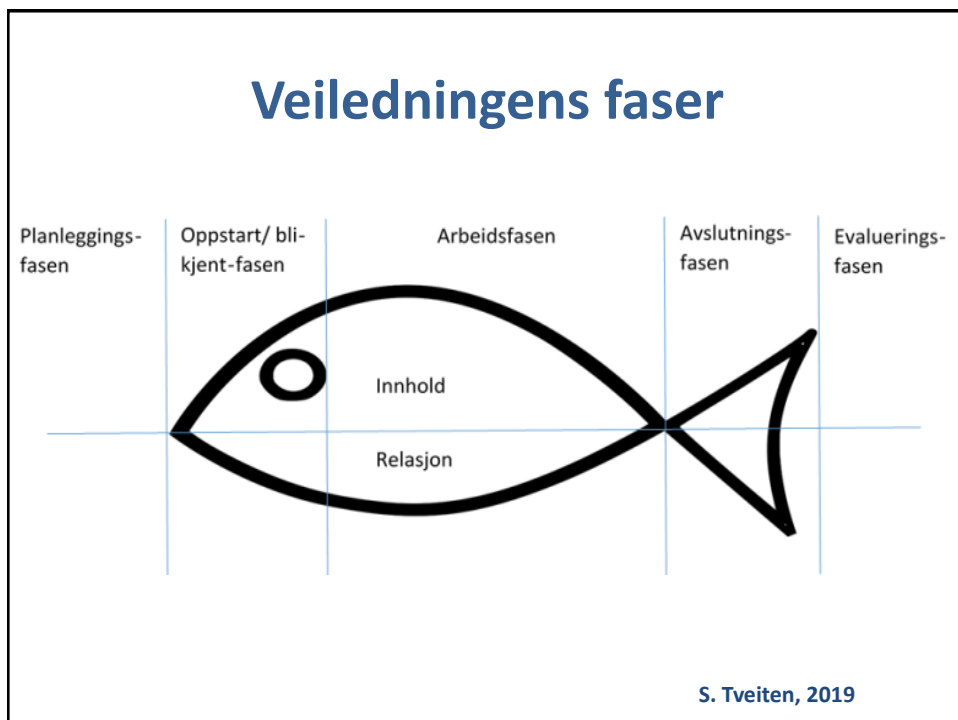 Veiledningens faser
Planleggings-
fasen
Oppstart/ bli-
kjent-fasen
Arbeidsfasen
Avslutnings-
fasen
Evaluerings-
fasen
Innhold
Relasjon
S. Tveiten, 2019